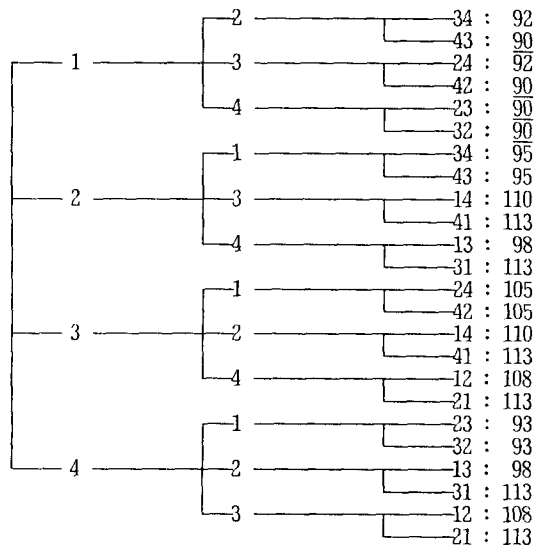 2 34 : 92
43 : 90
1 3 24 : 92
42 : 90
4 23 : 90
32 : 90
1 34 : 95
43 : 95
2 3 14 : 110
41 : 113
4 13 : 98
31 : 113
1 24 : 105
42 : 105
3 2 14 : 110
41 : 113
4 12 : 108
21 : 113
1 23 : 93
32 : 93
4 2 13 : 98
31 : 113
3 12 : 108
21 : 113